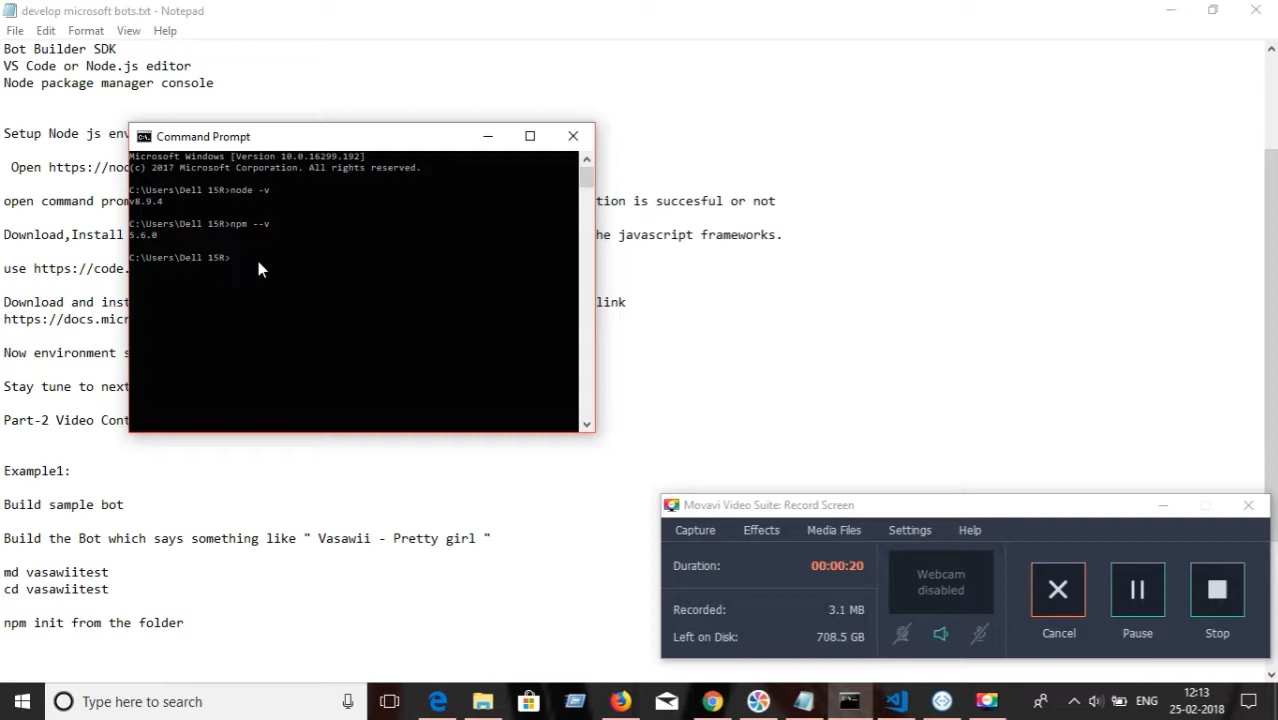 develop microsoft bots.txt - Notepad
File Edit Format View Help
Bot Builder SDK
VS Code or Node.js editor
Node package manager console
Setup Node js env
Open https://noc
open command prom
tion is succesful or not
Download,Install
he javascript frameworks.
use https://code.
Download and inst
link
https://docs.micr
Now environment s
Stay tune to next
Part-2 Video Cont
Command Prompt
Microsoft Windows [Version 10.0.16299.192]
(c) 2017 Microsoft Corporation. All rights reserved.
C:\Users\Dell 15R>node -v
v8.9.4
C:\Users\Dell 15R>npm --v
5.6.0
C:\Users\Dell 15R>
Example1:
Build sample bot
Build the Bot which says something like " Vasawii - Pretty girl "
md vasawiitest
cd vasawiitest
npm init from the folder
Movavi Video Suite: Record Screen
Capture Effects Media Files Settings Help
Duration: 00:00:20
Recorded: 3.1 MB
Left on Disk: 708.5 GB
Webcam
disabled
Cancel Pause Stop
Type here to search
ENG
12:13
25-02-2018